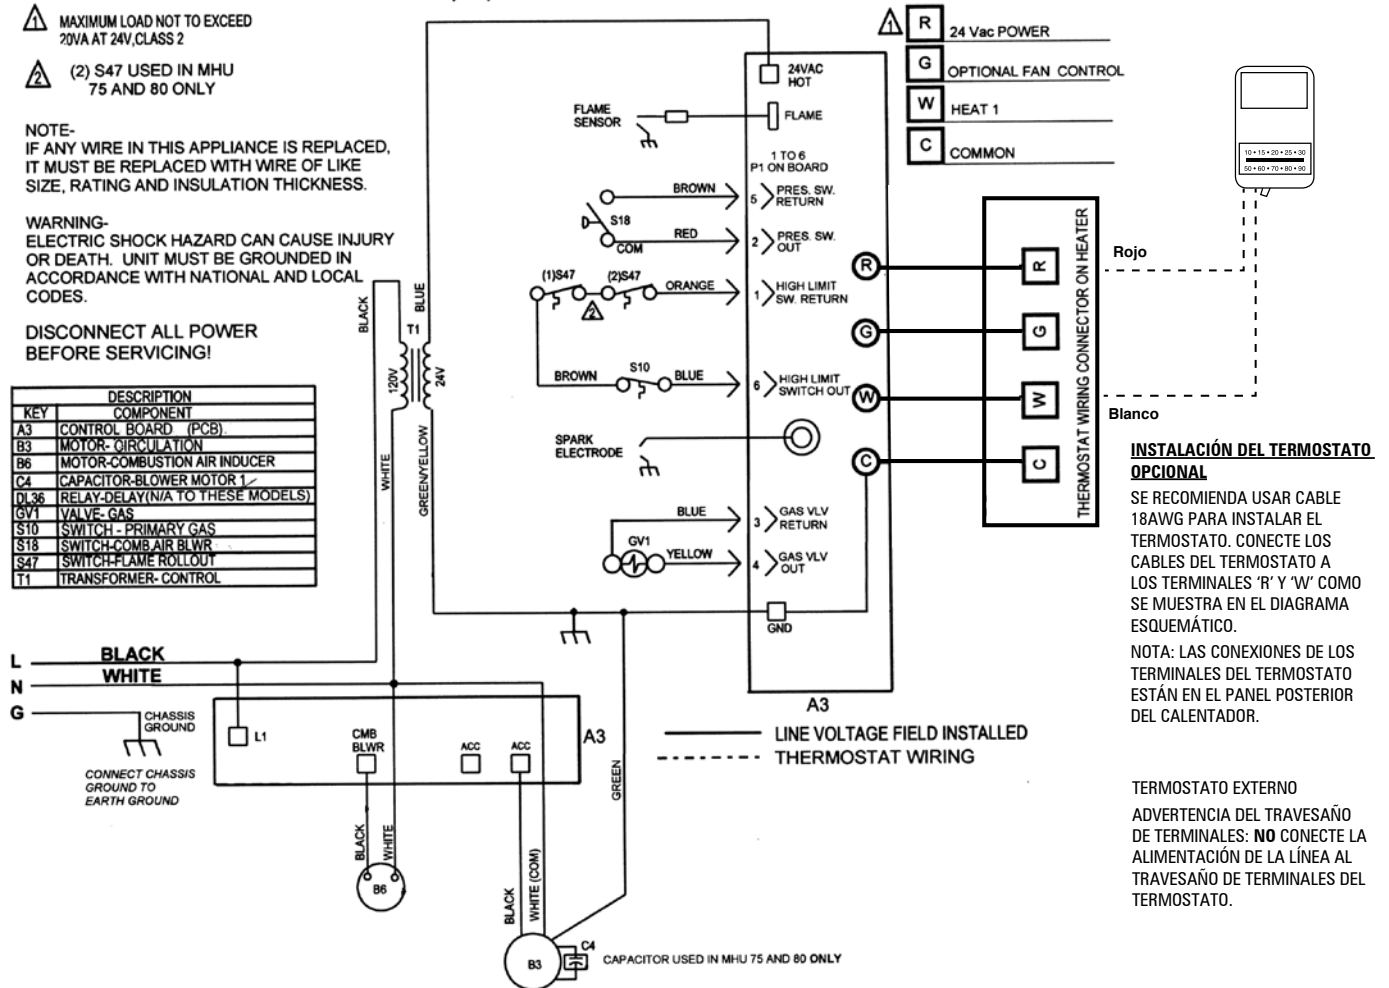 1 MAXIMUM LOAD NOT TO EXCEED
20VA AT 24V,CLASS 2
2 (2) S47 USED IN MHU
75 AND 80 ONLY
NOTE-
IF ANY WIRE IN THIS APPLIANCE IS REPLACED,
IT MUST BE REPLACED WITH WIRE OF LIKE
SIZE, RATING AND INSULATION THICKNESS.
WARNING-
ELECTRIC SHOCK HAZARD CAN CAUSE INJURY
OR DEATH. UNIT MUST BE GROUNDED IN
ACCORDANCE WITH NATIONAL AND LOCAL
CODES.
DISCONNECT ALL POWER
BEFORE SERVICING!
DESCRIPTION
KEY COMPONENT
A3 CONTROL BOARD (PCB)
B3 MOTOR- CIRCULATION
B6 MOTOR-COMBUSTION AIR INDUCER
C4 CAPACITOR-BLOWER MOTOR 1
DL36 RELAY-DELAY(N/A TO THESE MODELS)
GV1 VALVE- GAS
S10 SWITCH - PRIMARY GAS
S18 SWITCH-COMB.AIR BLWR
S47 SWITCH-FLAME ROLLOUT
T1 TRANSFORMER- CONTROL
BLACK
BLUE
T1
120V
24V
WHITE
GREEN/YELLOW
24VAC
HOT
FLAME
SENSOR
FLAME
1 TO 6
P1 ON BOARD
BROWN
5 PRES. SW.
RETURN
S18
RED
COM
2 PRES. SW.
OUT
(1)S47
(2)S47
ORANGE
2
1 HIGH LIMIT
SW. RETURN
BROWN
S10
BLUE
6 HIGH LIMIT
SWITCH OUT
SPARK
ELECTRODE
BLUE
3 GAS VLV
RETURN
GV1
YELLOW
4 GAS VLV
OUT
GND
R
G
W
C
A3
1 R 24 Vac POWER
G OPTIONAL FAN CONTROL
W HEAT 1
C COMMON
R
G
W
C
THERMOSTAT WIRING CONNECTOR ON HEATER
10 • 15 • 20 • 25 • 30
50 • 60 • 70 • 80 • 90
Rojo
Blanco
L BLACK
N WHITE
G
CHASSIS
GROUND
CONNECT CHASSIS
GROUND TO
EARTH GROUND
L1
CMB
BLWR
ACC
ACC
A3
BLACK
WHITE
B6
BLACK
WHITE (COM)
GREEN
B3
C4
CAPACITOR USED IN MHU 75 AND 80 ONLY
LINE VOLTAGE FIELD INSTALLED
THERMOSTAT WIRING
INSTALACIÓN DEL TERMOSTATO
OPCIONAL
SE RECOMIENDA USAR CABLE
18AWG PARA INSTALAR EL
TERMOSTATO. CONECTE LOS
CABLES DEL TERMOSTATO A
LOS TERMINALES ‘R’ Y ‘W’ COMO
SE MUESTRA EN EL DIAGRAMA
ESQUEMÁTICO.
NOTA: LAS CONEXIONES DE LOS
TERMINALES DEL TERMOSTATO
ESTÁN EN EL PANEL POSTERIOR
DEL CALENTADOR.
TERMOSTATO EXTERNO
ADVERTENCIA DEL TRAVESAÑO
DE TERMINALES: NO CONECTE LA
ALIMENTACIÓN DE LA LÍNEA AL
TRAVESAÑO DE TERMINALES DEL
TERMOSTATO.